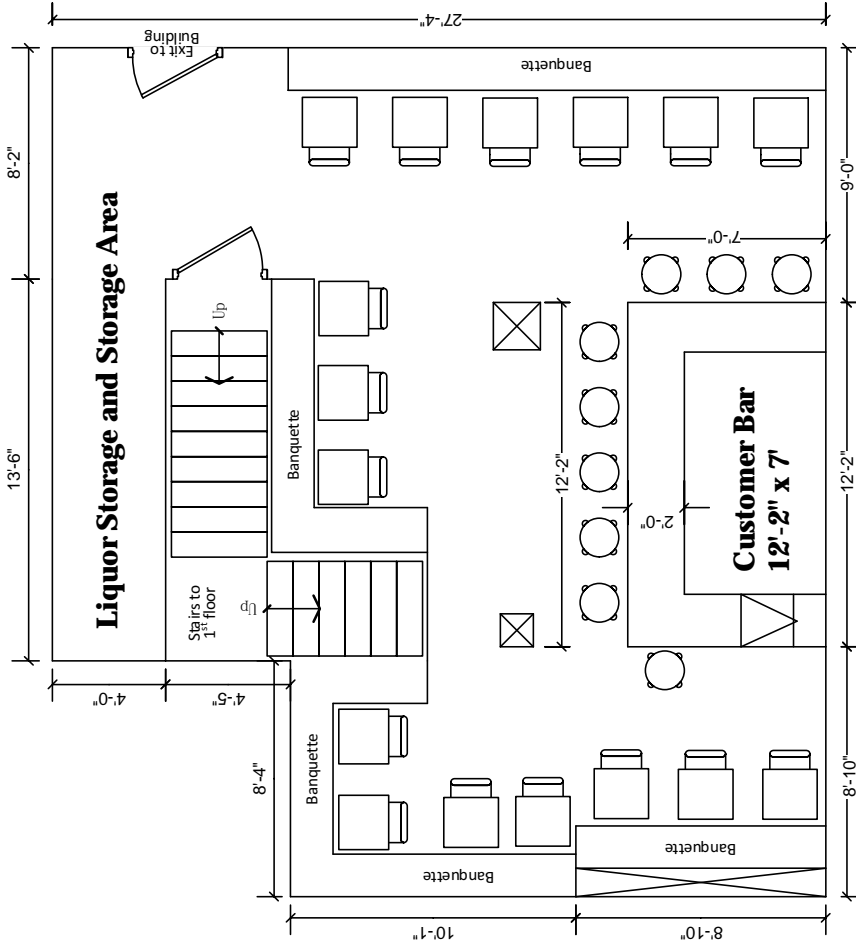 27'-4"
Exit to
Building
Banquette
8'-2"
Liquor Storage and Storage Area
9'-0"
7'-0"
Up
13'-6"
Banquette
12'-2"
Customer Bar
12'-2" x 7'
2'-0"
12'-2"
Stairs to
1st floor
Up
4'-0"
4'-5"
8'-4"
Banquette
8'-10"
Banquette
Banquette
10'-1"
8'-10"